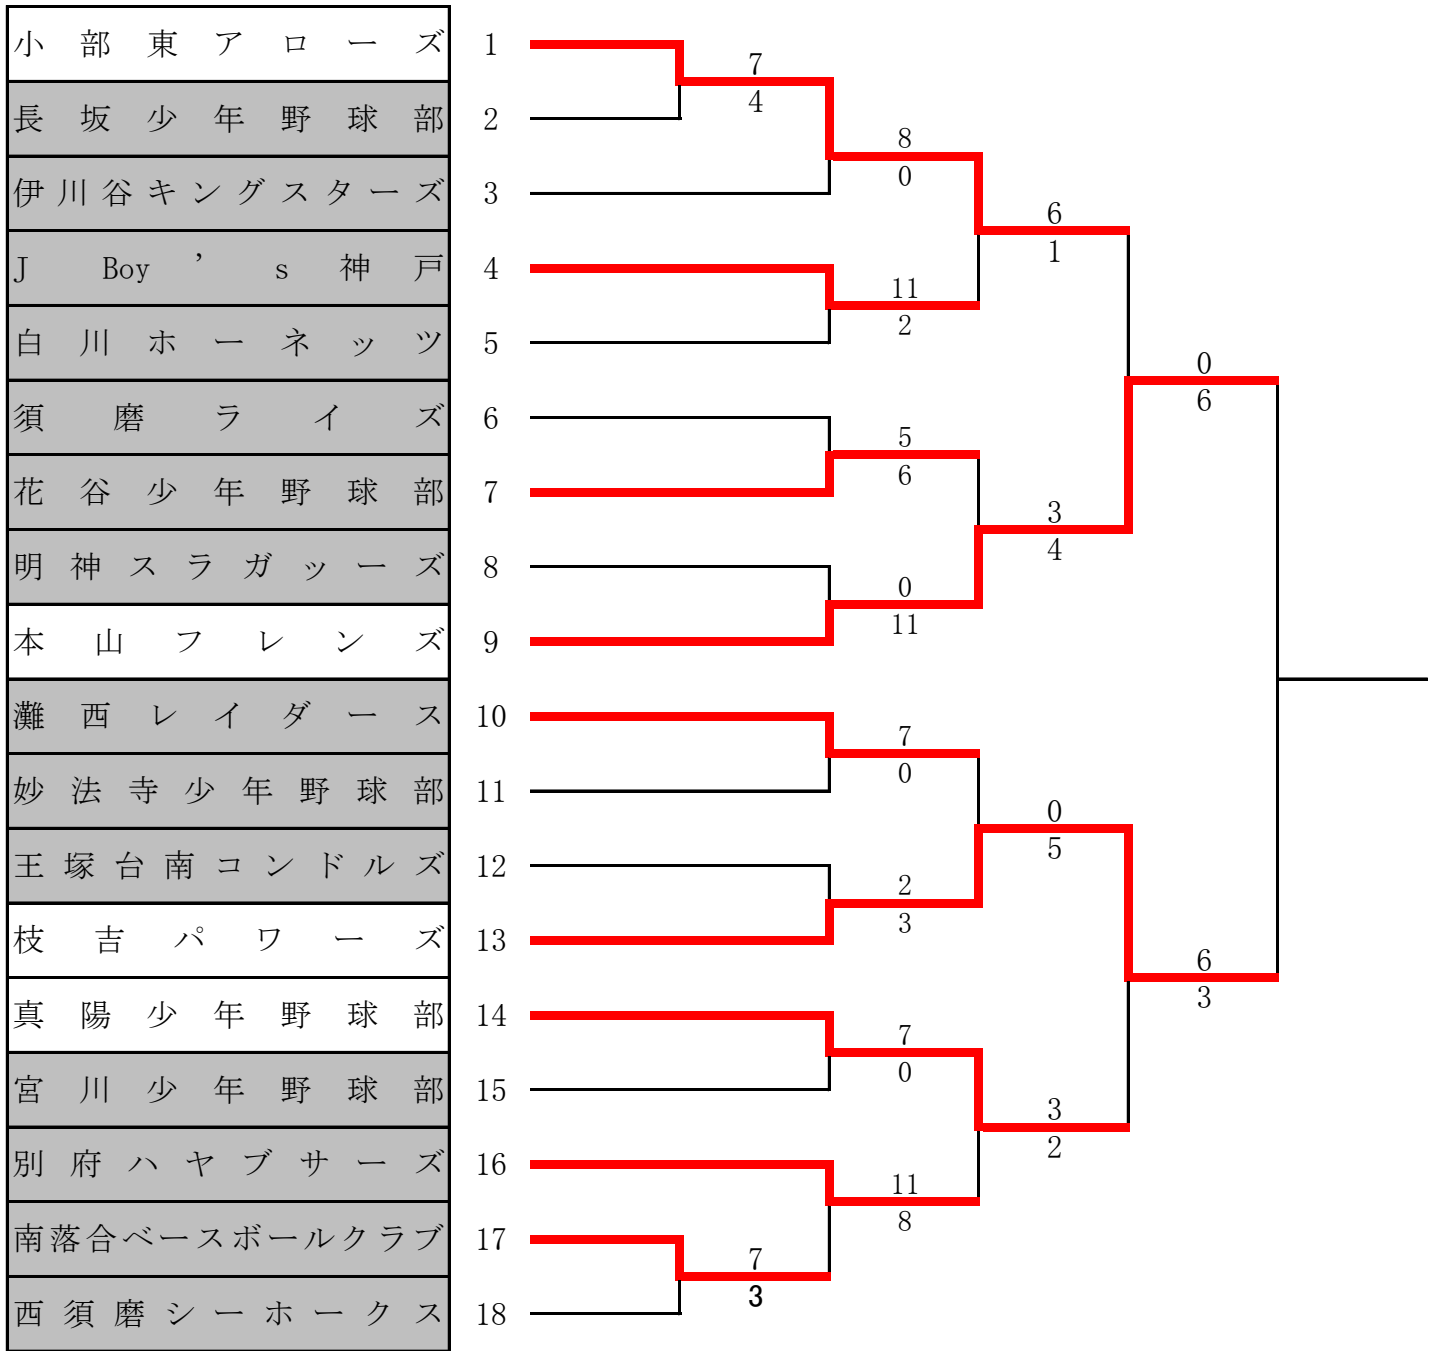 小部東アローズ 1
7
長坂少年野球部 2
4
8
伊川谷キングスターズ 3
0
6
J Boy ’ s 神戸 4
1
11
2
白川ホーネッツ 5
0
6
須磨ライズ 6
5
花谷少年野球部 7
6
3
4
明神スラガッーズ 8
0
11
本山フレンズ 9
灘西レイダース 10
7
0
妙法寺少年野球部 11
0
5
王塚台南コンドルズ 12
2
3
枝吉パワーズ 13
6
3
真陽少年野球部 14
7
0
宮川少年野球部 15
3
2
別府ハヤブサーズ 16
11
8
南落合ベースボールクラブ 17
7
3
西須磨シーホークス 18